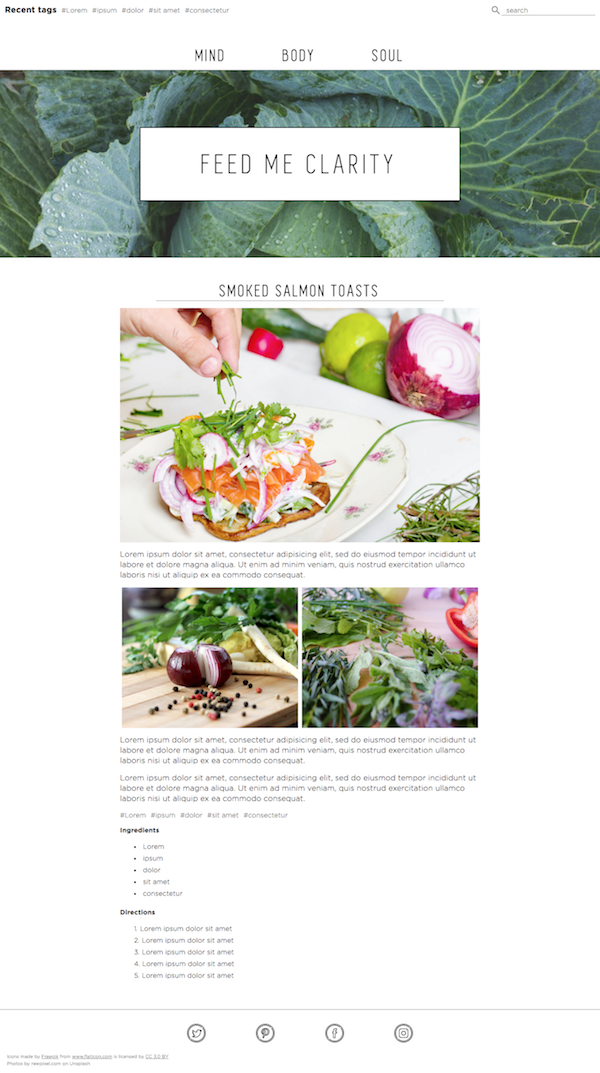 Recent tags #Lorem #ipsum #dolor #sit amet #consectetur
search
MIND BODY SOUL
FEED ME CLARITY
SMOKED SALMON TOASTS
Lorem ipsum dolor sit amet, consectetur adipisicing elit, sed do eiusmod tempor incididunt ut
labore et dolore magna aliqua. Ut enim ad minim veniam, quis nostrud exercitation ullamco
laboris nisi ut aliquip ex ea commodo consequat.
Lorem ipsum dolor sit amet, consectetur adipisicing elit, sed do eiusmod tempor incididunt ut
labore et dolore magna aliqua. Ut enim ad minim veniam, quis nostrud exercitation ullamco
laboris nisi ut aliquip ex ea commodo consequat.
Lorem ipsum dolor sit amet, consectetur adipisicing elit, sed do eiusmod tempor incididunt ut
labore et dolore magna aliqua. Ut enim ad minim veniam, quis nostrud exercitation ullamco
laboris nisi ut aliquip ex ea commodo consequat.
#Lorem #ipsum #dolor #sit amet #consectetur
Ingredients
• Lorem
• ipsum
• dolor
• sit amet
• consectetur
Directions
1. Lorem ipsum dolor sit amet
2. Lorem ipsum dolor sit amet
3. Lorem ipsum dolor sit amet
4. Lorem ipsum dolor sit amet
5. Lorem ipsum dolor sit amet
Icons made by Freepik from www.flaticon.com is licensed by CC 3.0 BY
Photos by on Unsplash